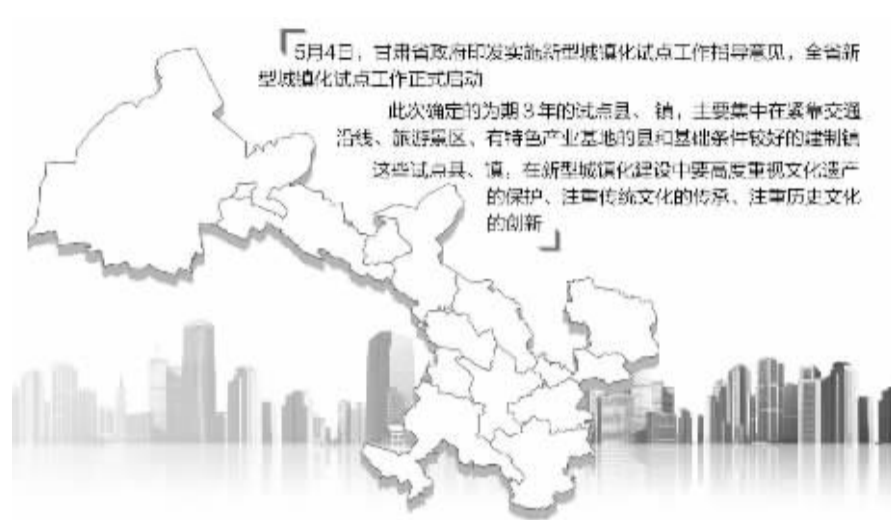 「5月4日，甘肃省政府印发实施新型城镇化试点工作指导意见，全省新
型城镇化试点工作正式启动
此次确定的为期3年的试点县、镇，主要集中在紧靠交通
沿线、旅游景区、有特色产业基地的县和基础条件较好的建制镇
这些试点县、镇，在新型城镇化建设中要高度重视文化遗产
的保护、注重传统文化的传承、注重历史文化
的创新」